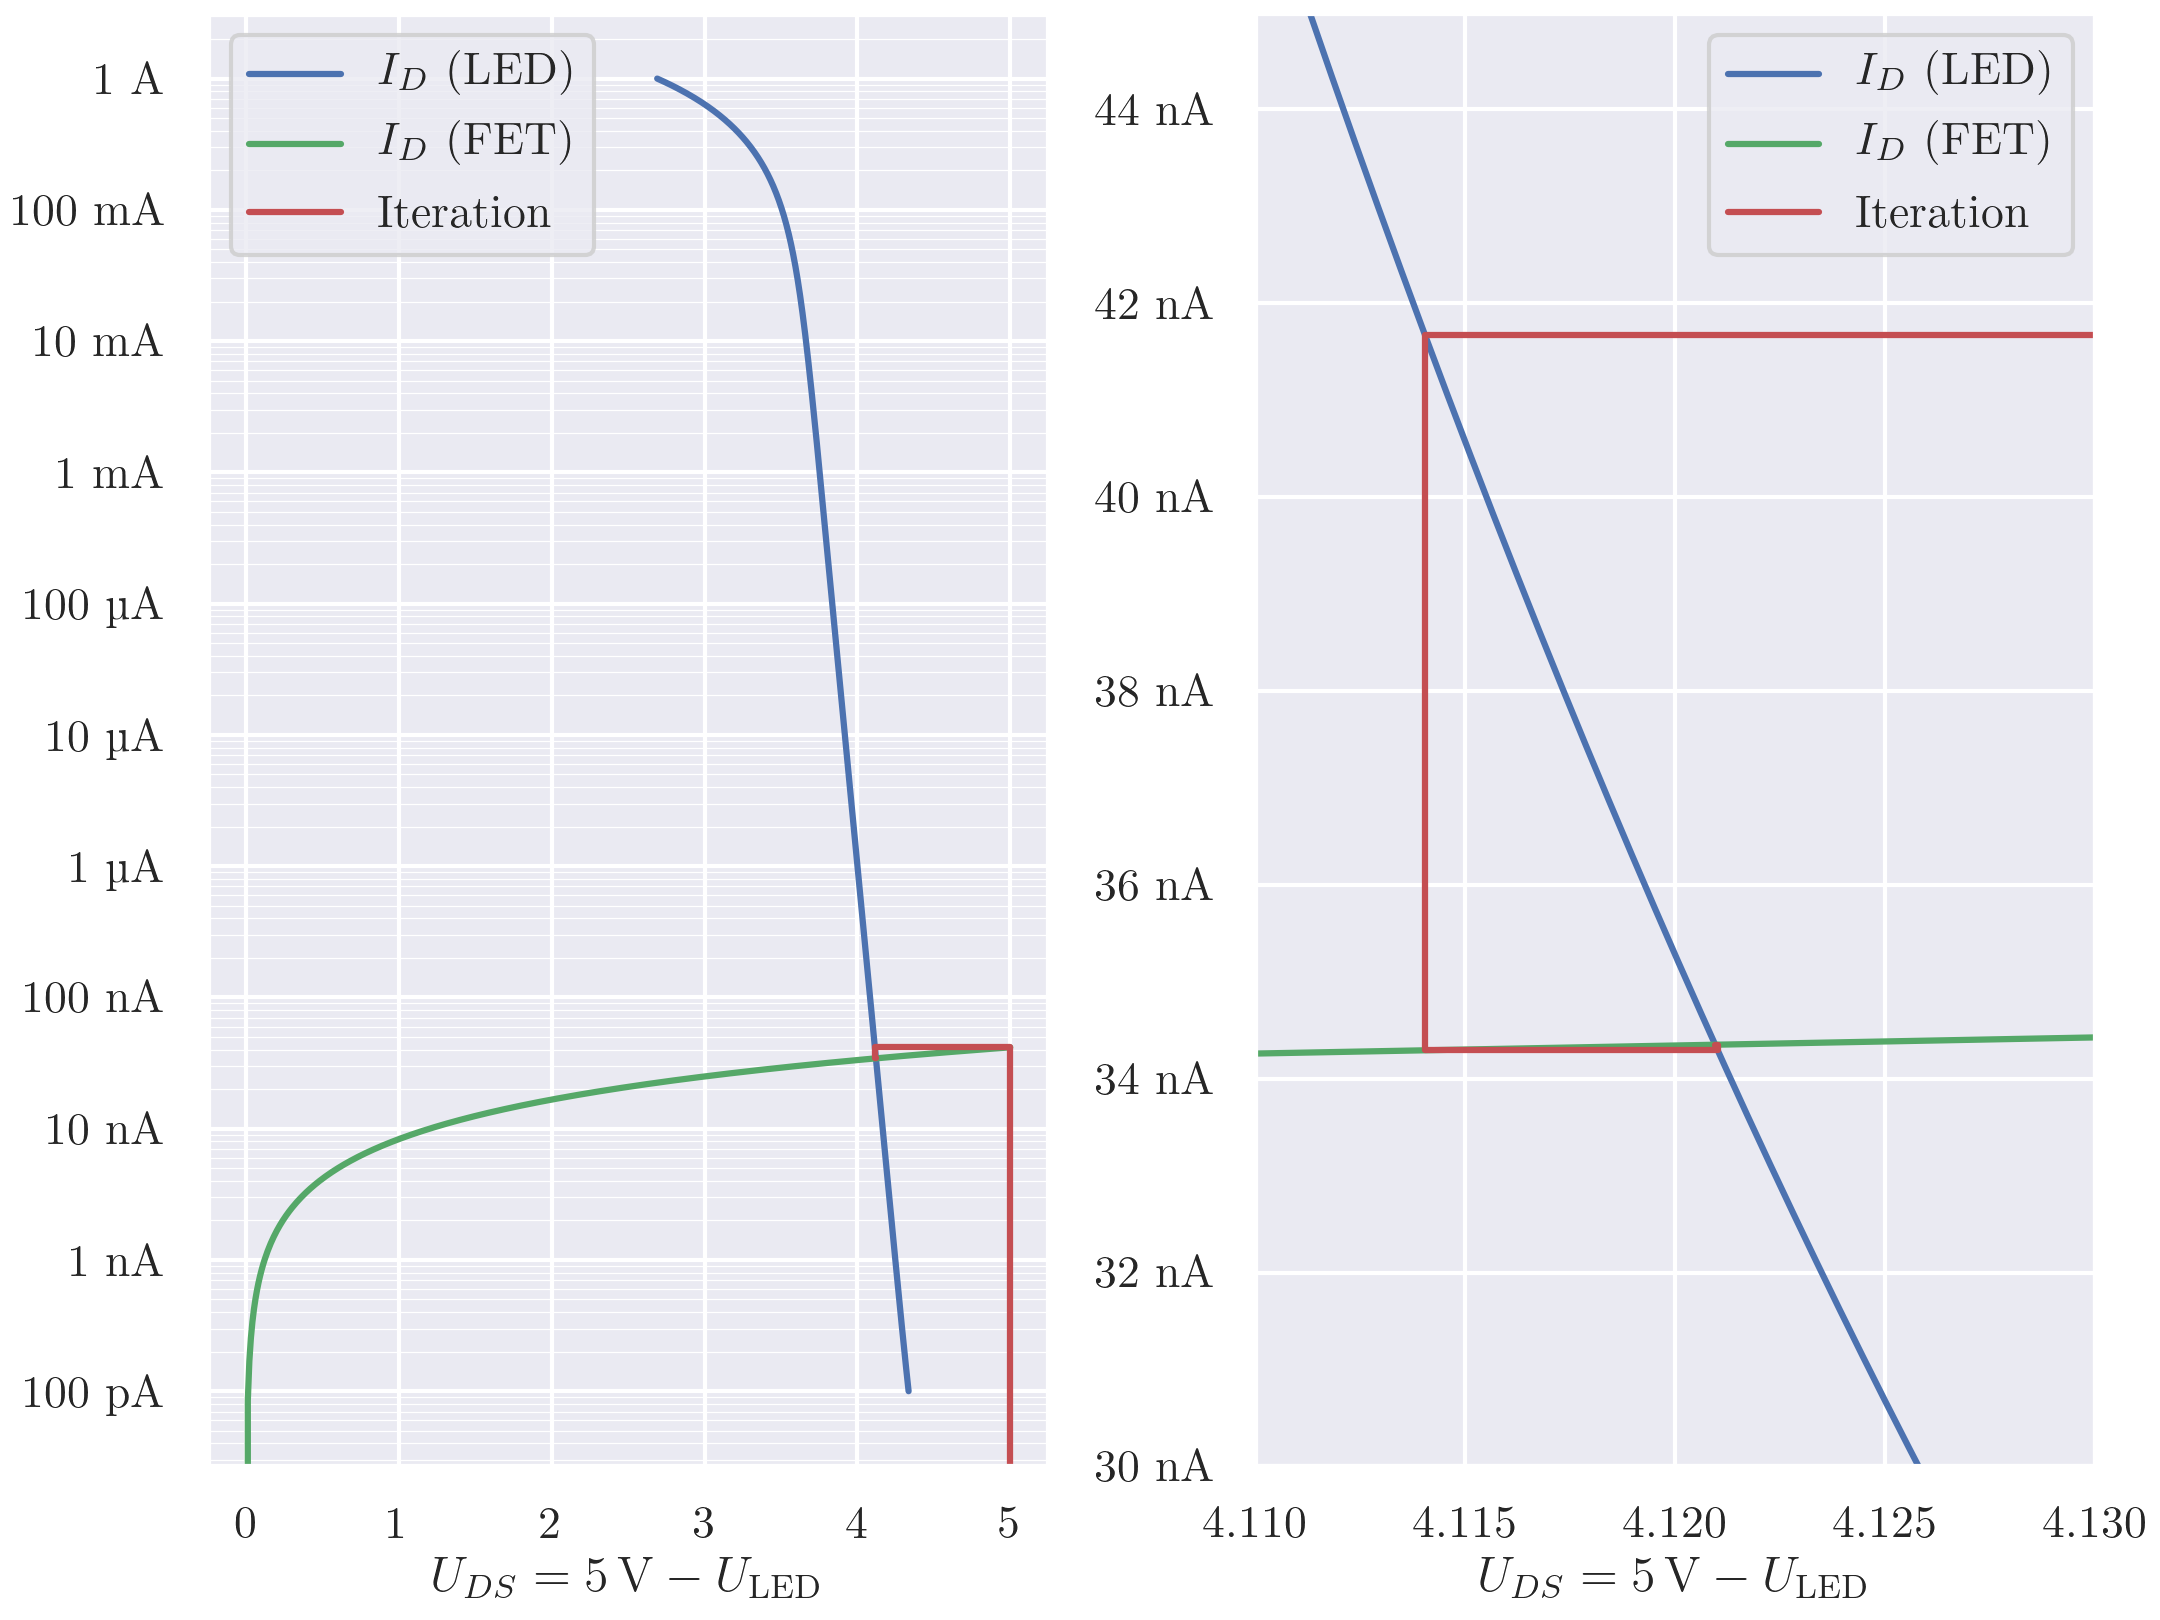 1 A
100 mA
10 mA
1 mA
100 µA
10 µA
1 µA
100 nA
10 nA
1 nA
100 pA
I_D (LED)
I_D (FET)
Iteration
0 1 2 3 4 5
U_DS = 5 V − U_LED
44 nA
42 nA
40 nA
38 nA
36 nA
34 nA
32 nA
30 nA
I_D (LED)
I_D (FET)
Iteration
4.110 4.115 4.120 4.125 4.130
U_DS = 5 V − U_LED